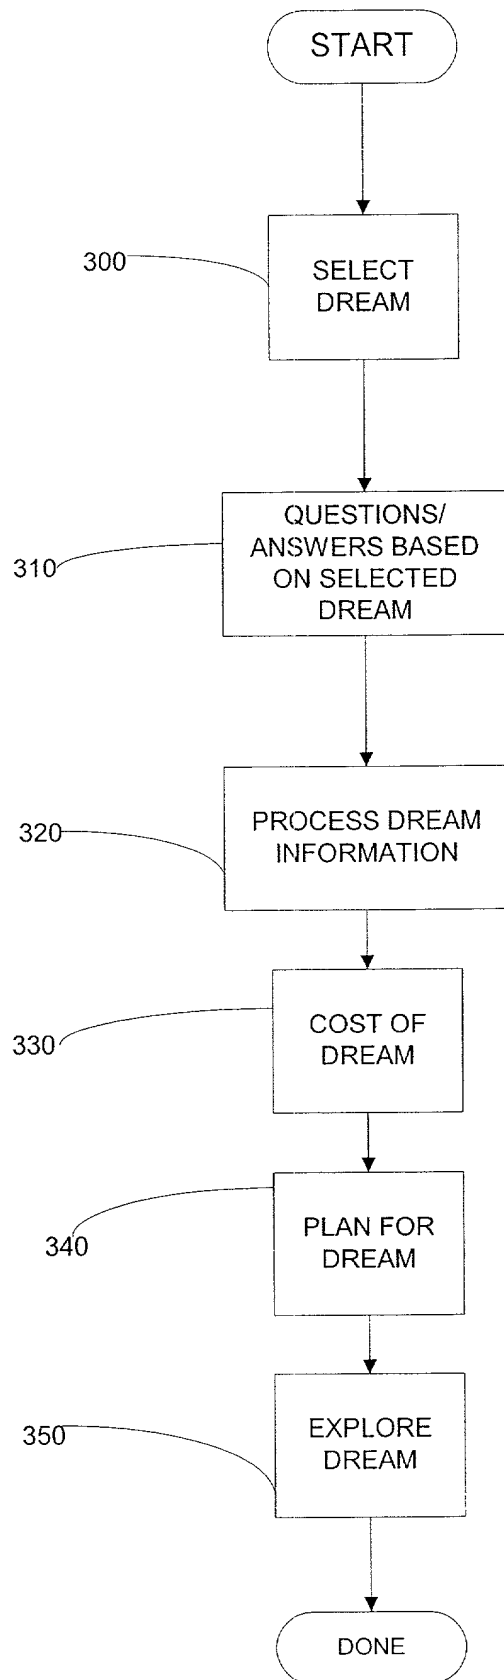 START
300
SELECT
DREAM
QUESTIONS/
ANSWERS BASED
310
ON SELECTED
DREAM
320
PROCESS DREAM
INFORMATION
330
COST OF
DREAM
340
PLAN FOR
DREAM
350
EXPLORE
DREAM
DONE